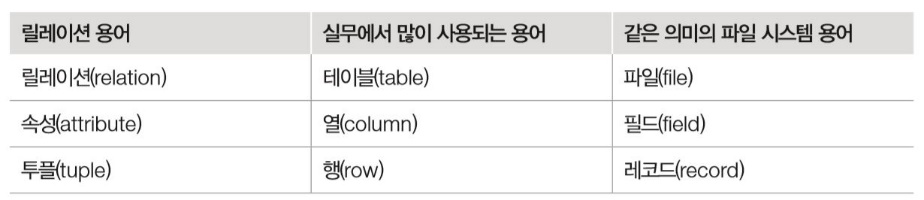 릴레이션 용어 실무에서 많이 사용되는 용어 같은 의미의 파일 시스템 용어
릴레이션(relation) 테이블(table) 파일(file)
속성(attribute) 열(column) 필드(field)
투플(tuple) 행(row) 레코드(record)